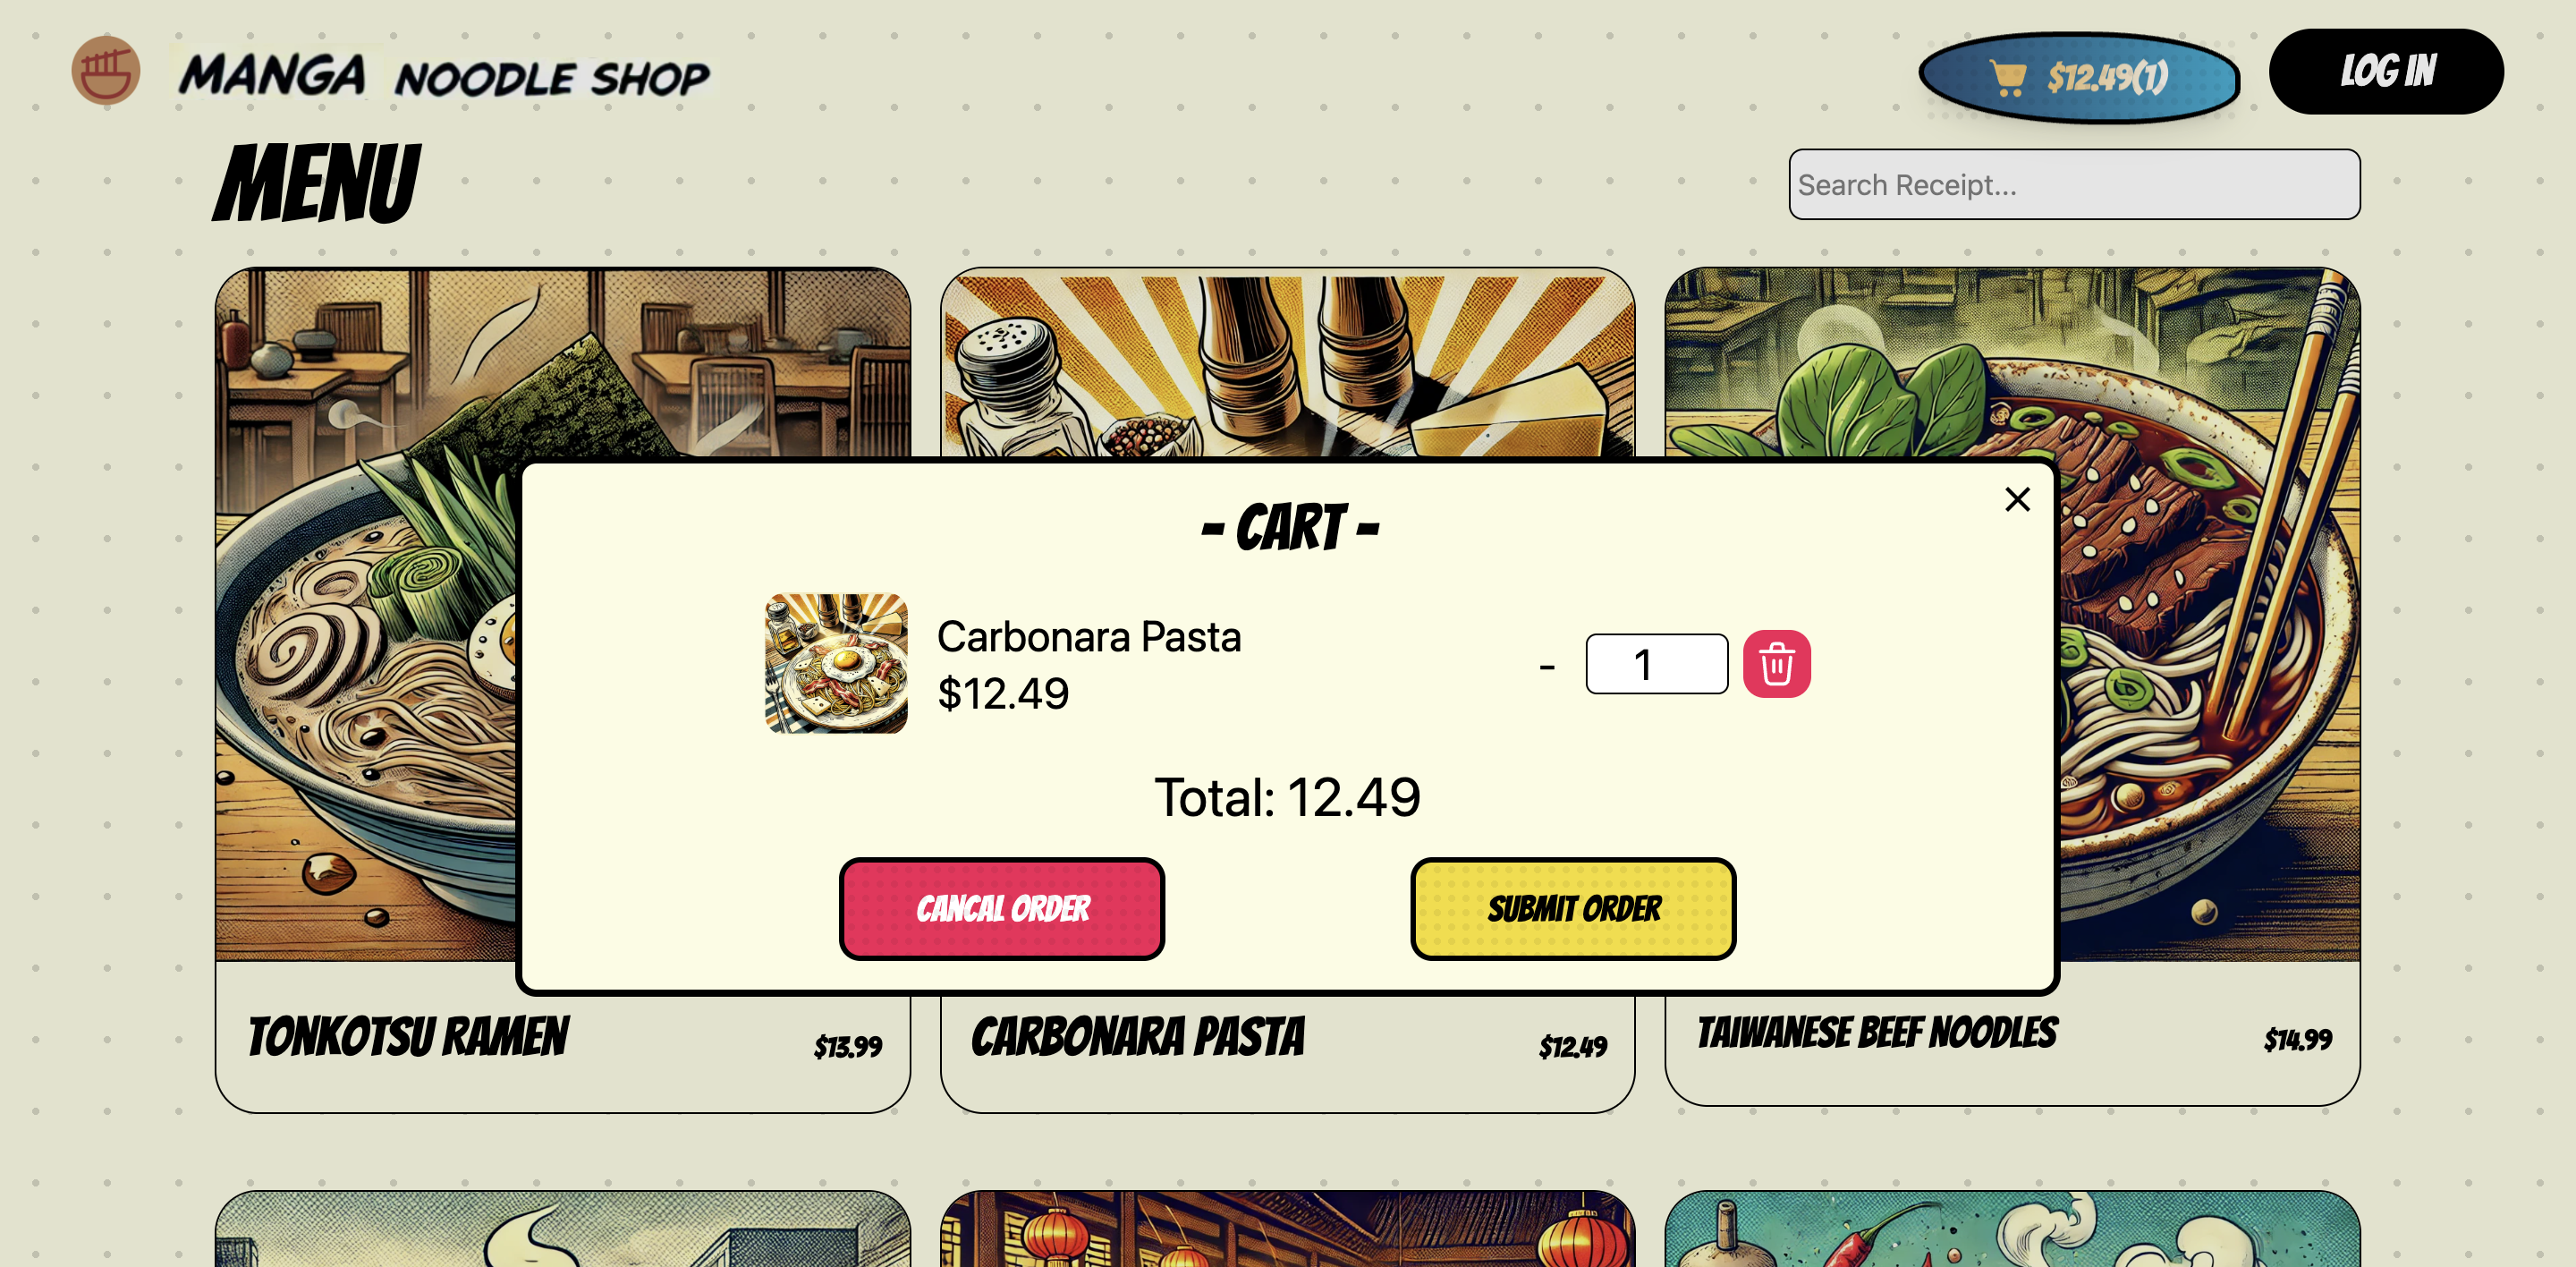 MANGA NOODLE SHOP
$12.49(1)
LOG IN
MENU
Search Receipt...
- CART -
Carbonara Pasta
$12.49
- 1
Total: 12.49
CANCAL ORDER
SUBMIT ORDER
TONKOTSU RAMEN
$13.99
CARBONARA PASTA
$12.49
TAIWANESE BEEF NOODLES
$14.99